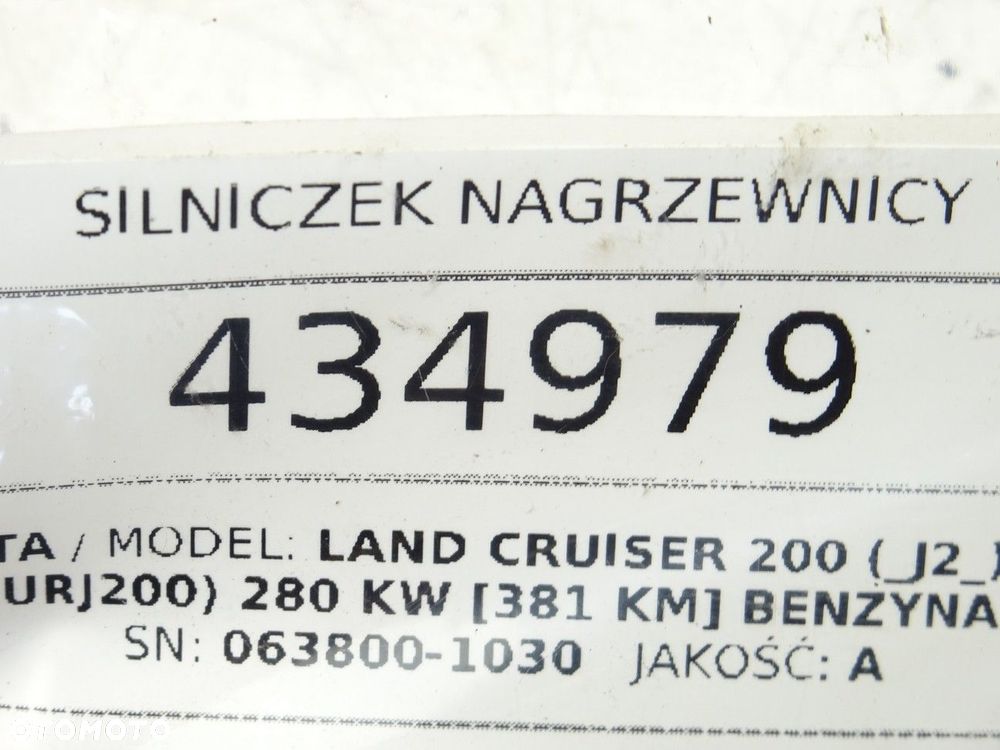 SILNICZEK NAGRZEWNICY
434979
TA / MODEL: LAND CRUISER 200 (_J2_)
(URJ200) 280 KW [381 KM] BENZYNA
SN: 063800-1030 JAKOŚĆ: A
OTOMOTO